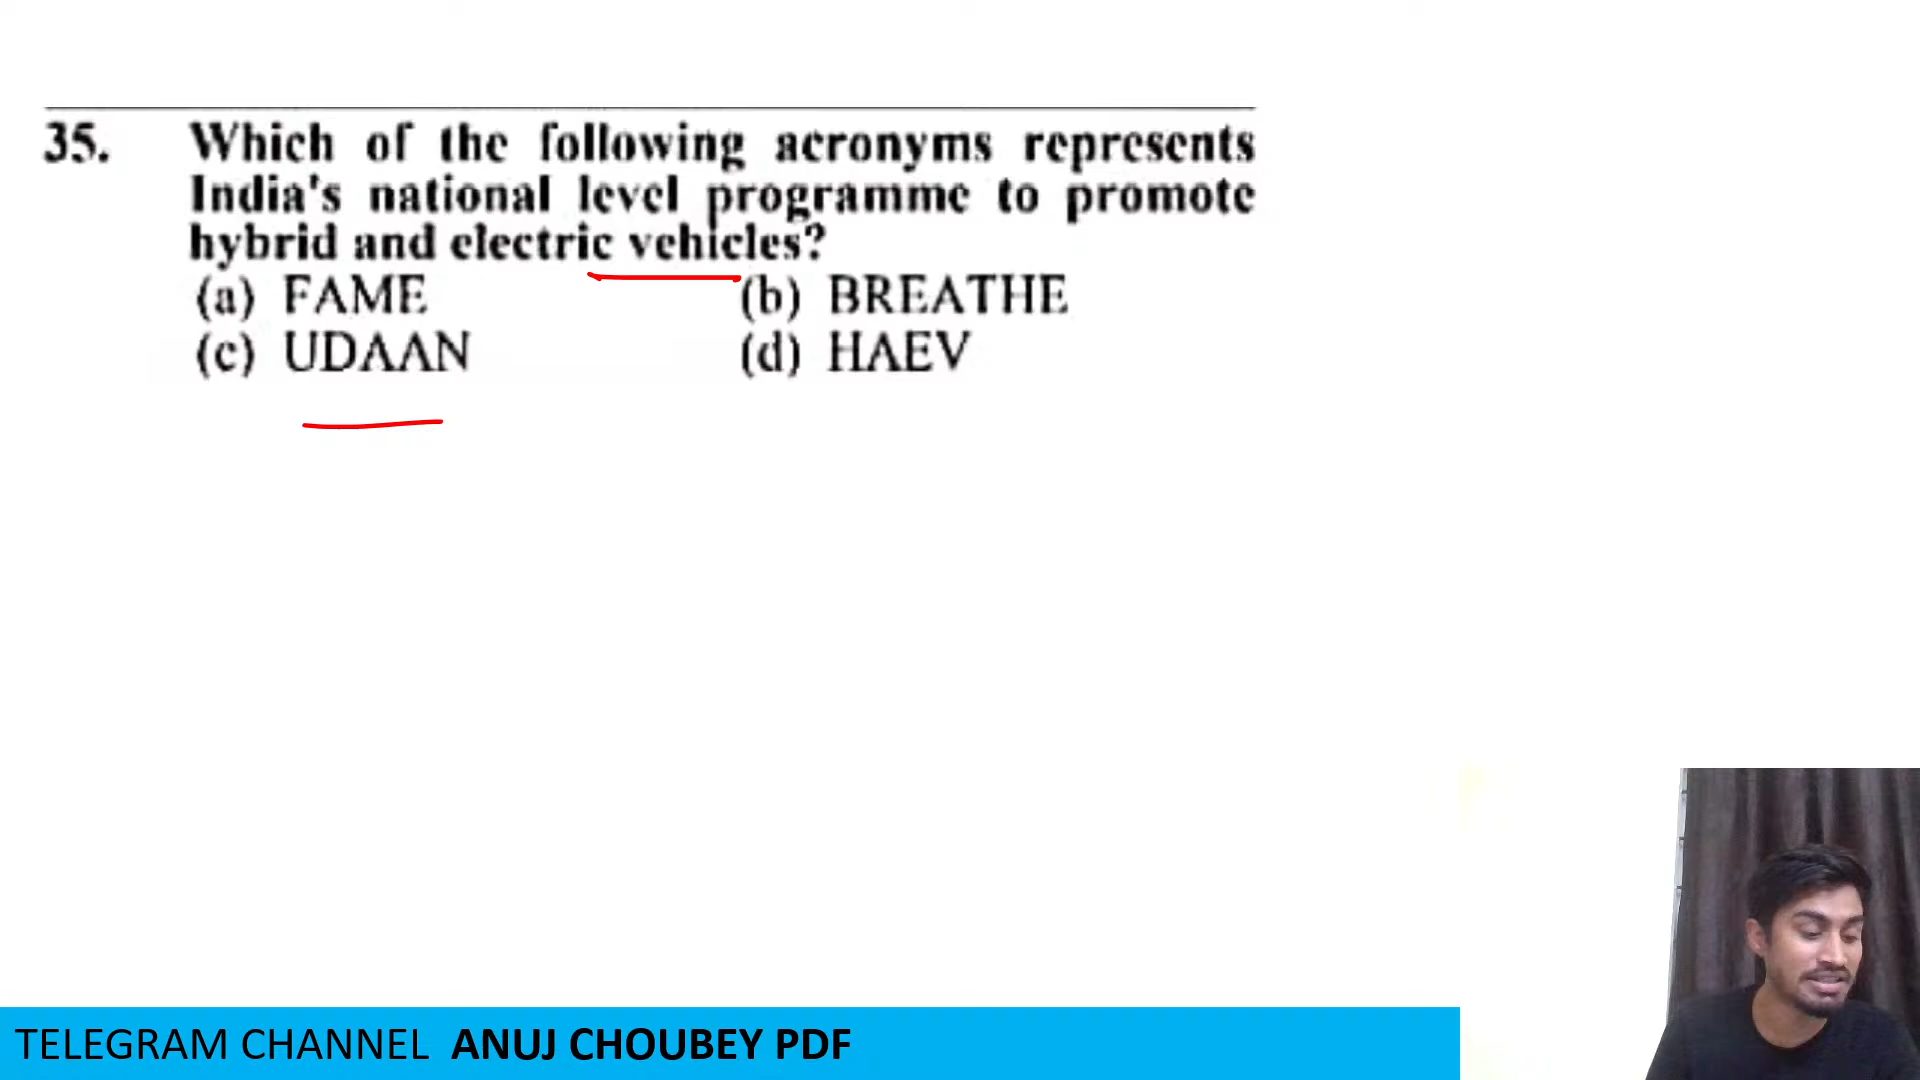 35. Which of the following acronyms represents
India's national level programme to promote
hybrid and electric vehicles?
(a) FAME (b) BREATHE
(c) UDAAN (d) HAEV
TELEGRAM CHANNEL ANUJ CHOUBEY PDF